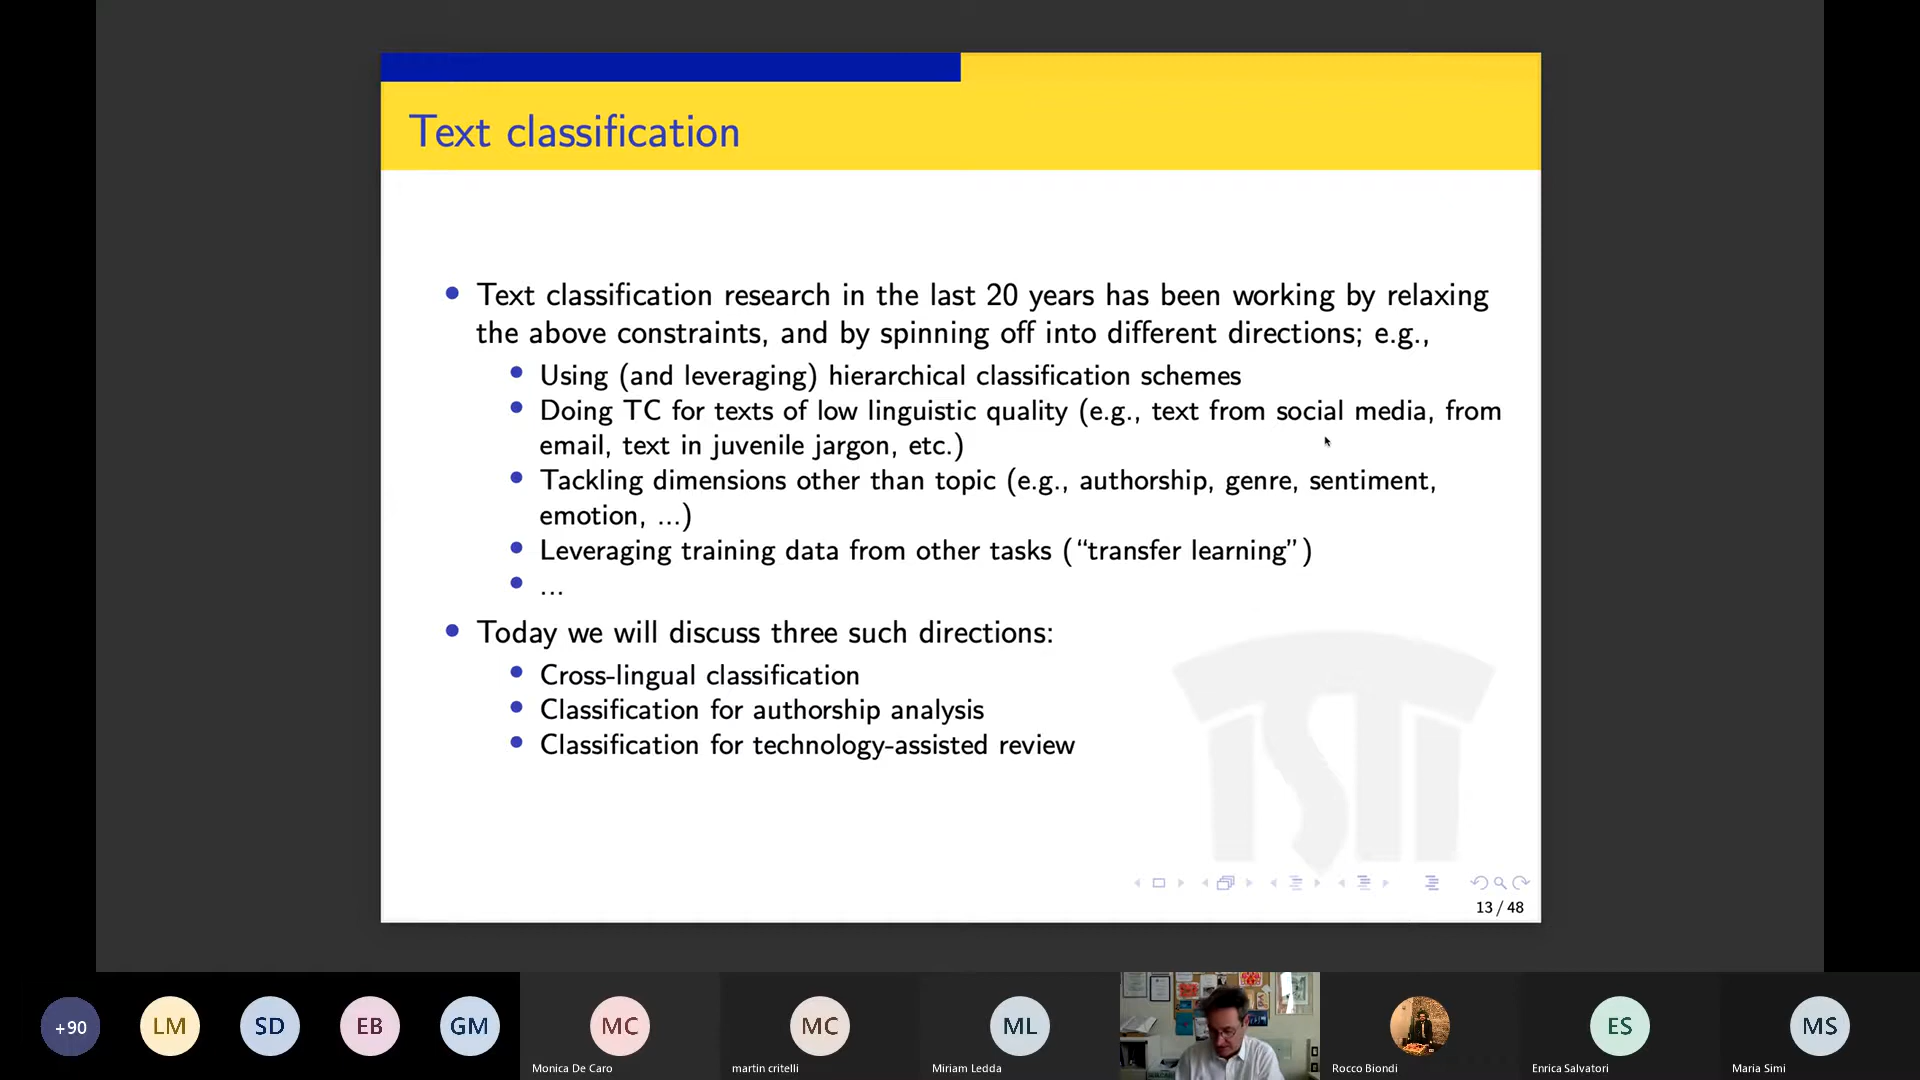 Text classification
• Text classification research in the last 20 years has been working by relaxing
the above constraints, and by spinning off into different directions; e.g.,
• Using (and leveraging) hierarchical classification schemes
• Doing TC for texts of low linguistic quality (e.g., text from social media, from
email, text in juvenile jargon, etc.)
• Tackling dimensions other than topic (e.g., authorship, genre, sentiment,
emotion, ...)
• Leveraging training data from other tasks (“transfer learning”)
• ...
• Today we will discuss three such directions:
• Cross-lingual classification
• Classification for authorship analysis
• Classification for technology-assisted review
ISTI
13 / 48
+90
LM
SD
EB
GM
MC
MC
ML
ES
MS
Monica De Caro
martin critelli
Miriam Ledda
Rocco Biondi
Enrica Salvatori
Maria Simi